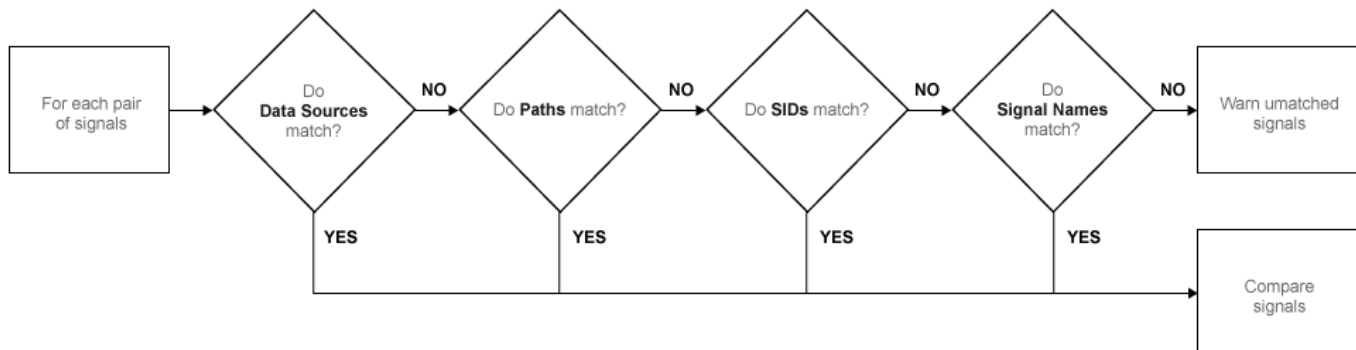 For each pair
of signals
Do
Data Sources
match?
NO
YES
Do Paths match?
NO
YES
Do SIDs match?
NO
YES
Do
Signal Names
match?
NO
YES
Warn umatched
signals
Compare
signals